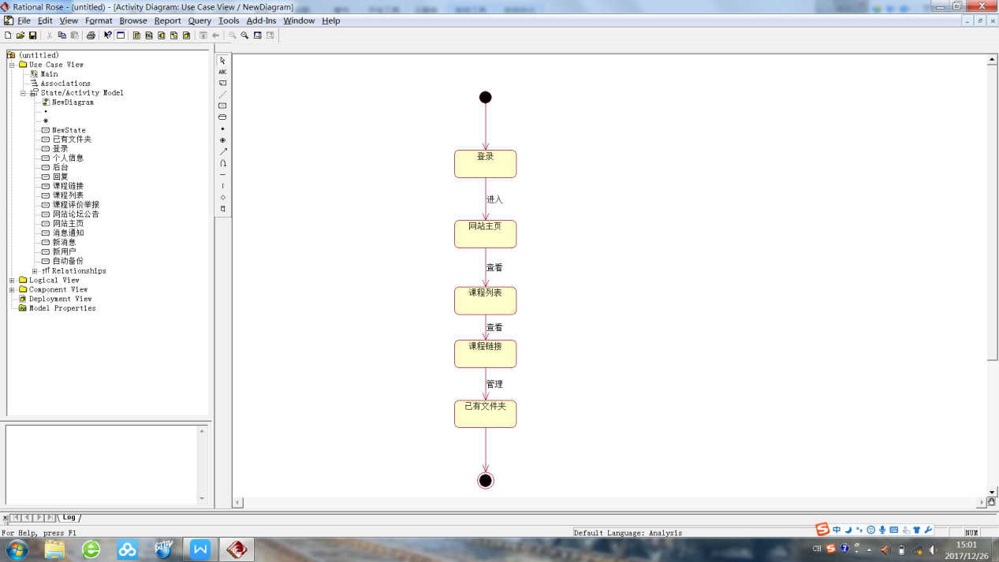 Rational Rose - (untitled) - [Activity Diagram: Use Case View / NewDiagram]
File Edit View Format Browse Report Query Tools Add-Ins Window Help
(untitled)
Use Case View
Main
Associations
State/Activity Model
NewDiagram
NewState
已有文件夹
登录
个人信息
后台
回复
课程链接
课程列表
课程评价举报
网站论坛公告
网站主页
消息通知
新消息
新用户
自动备份
Relationships
Logical View
Component View
Deployment View
Model Properties
ABC
登录
进入
网站主页
查看
课程列表
查看
课程链接
管理
已有文件夹
Log
For Help, press F1
Default Language: Analysis
NUM
中
CH
15:01
2017/12/26